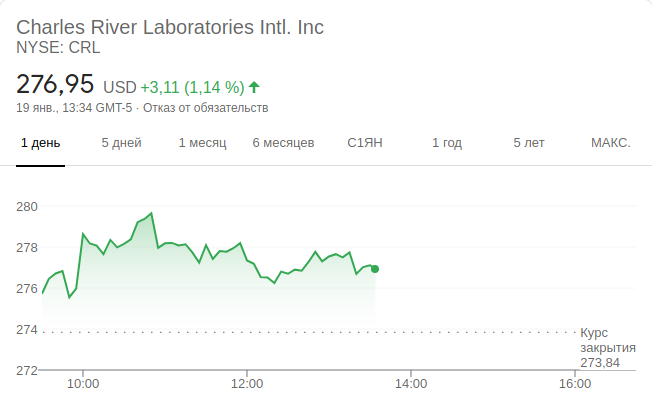 Charles River Laboratories Intl. Inc
NYSE: CRL
276,95 USD +3,11 (1,14 %)
19 янв., 13:34 GMT-5 · Отказ от обязательств
1 день 5 дней 1 месяц 6 месяцев С1ЯН 1 год 5 лет МАКС.
280
278
276
274
Курс
закрытия
273,84
272
10:00 12:00 14:00 16:00